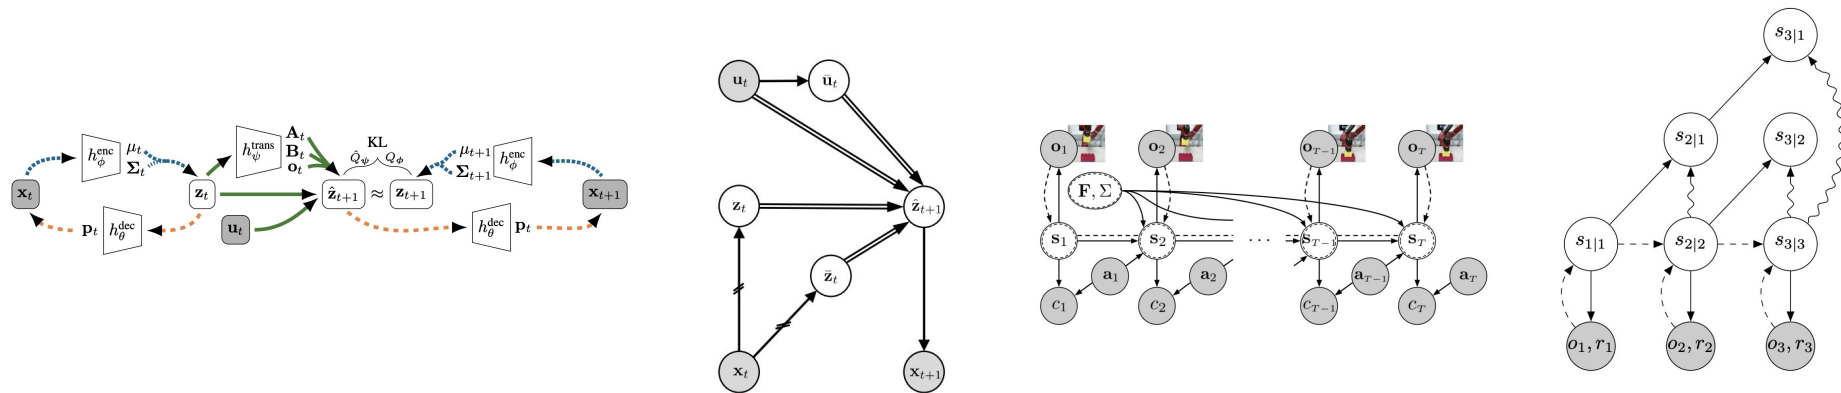 x_t
h_ϕ^enc
μ_t
Σ_t
z_t
p_t
h_θ^dec
h_ψ^trans
A_t
B_t
o_t
u_t
KL
Q̂_ψ Q_ϕ
ẑ_{t+1} ≈ z_{t+1}
μ_{t+1}
Σ_{t+1}
h_ϕ^enc
x_{t+1}
h_θ^dec
p_t
u_t
ū_t
z_t
ẑ_{t+1}
z̄_t
x_t
x_{t+1}
o_1
o_2
o_{T-1}
o_T
F, Σ
s_1
s_2
...
s_{T-1}
s_T
a_1
a_2
a_{T-1}
a_T
c_1
c_2
c_{T-1}
c_T
s_{3|1}
s_{2|1}
s_{3|2}
s_{1|1}
s_{2|2}
s_{3|3}
o_1, r_1
o_2, r_2
o_3, r_3